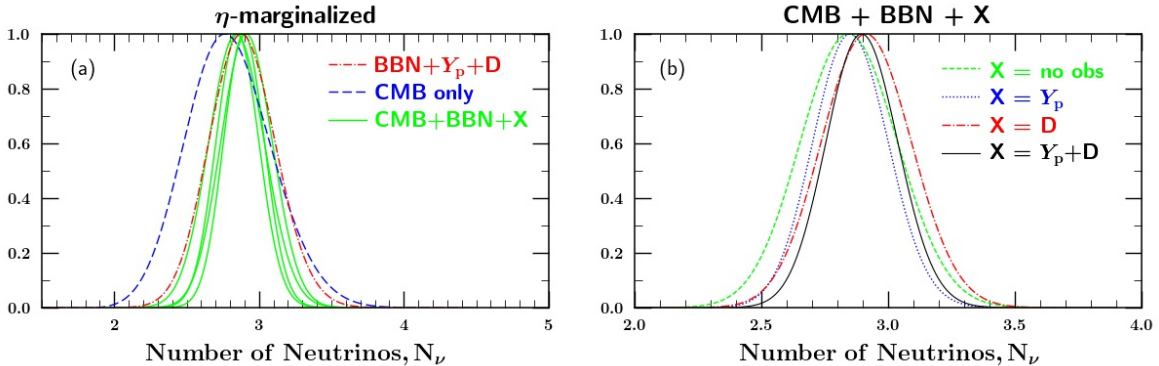 η-marginalized
(a)
BBN+Yp+D
CMB only
CMB+BBN+X
1.0
0.8
0.6
0.4
0.2
0.0
2 3 4 5
Number of Neutrinos, Nν
CMB + BBN + X
(b)
X = no obs
X = Yp
X = D
X = Yp+D
1.0
0.8
0.6
0.4
0.2
0.0
2.0 2.5 3.0 3.5 4.0
Number of Neutrinos, Nν